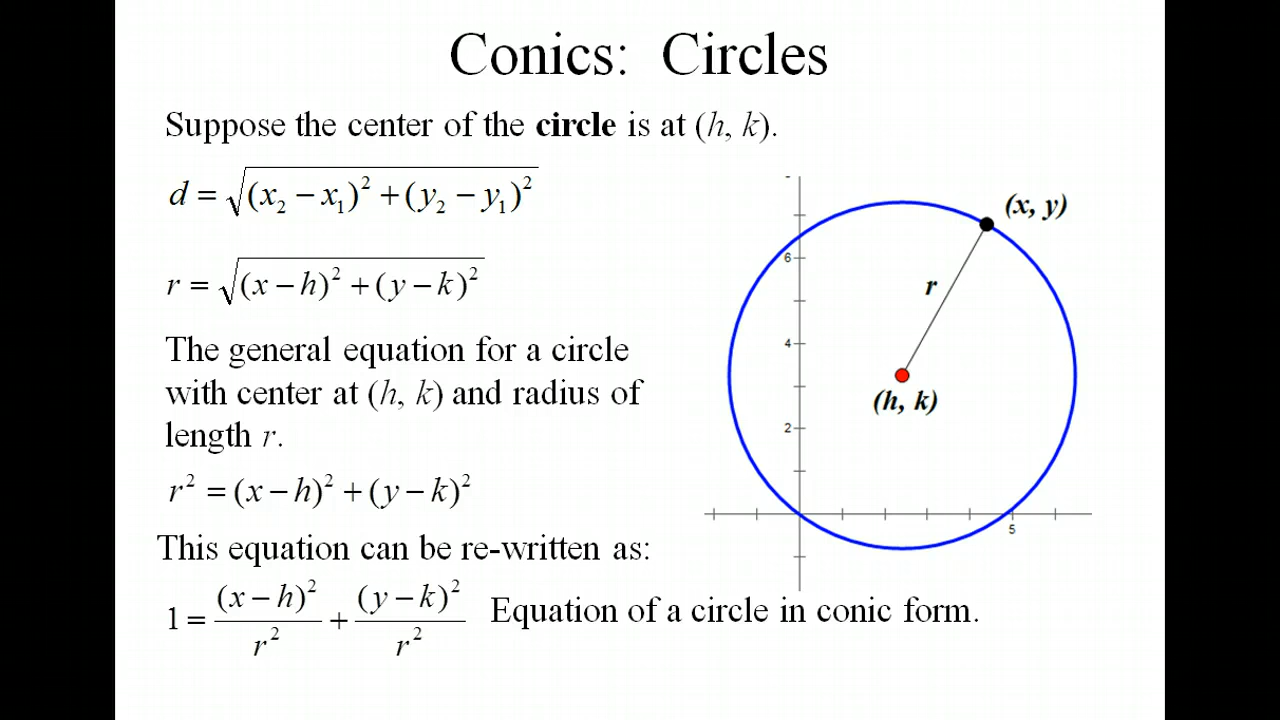 Conics: Circles
Suppose the center of the circle is at (h, k).
d = √((x₂ − x₁)² + (y₂ − y₁)²)
r = √((x − h)² + (y − k)²)
The general equation for a circle
with center at (h, k) and radius of
length r.
r² = (x − h)² + (y − k)²
This equation can be re-written as:
1 = (x − h)²/r² + (y − k)²/r²
Equation of a circle in conic form.
(x, y)
6
r
4
(h, k)
2
5